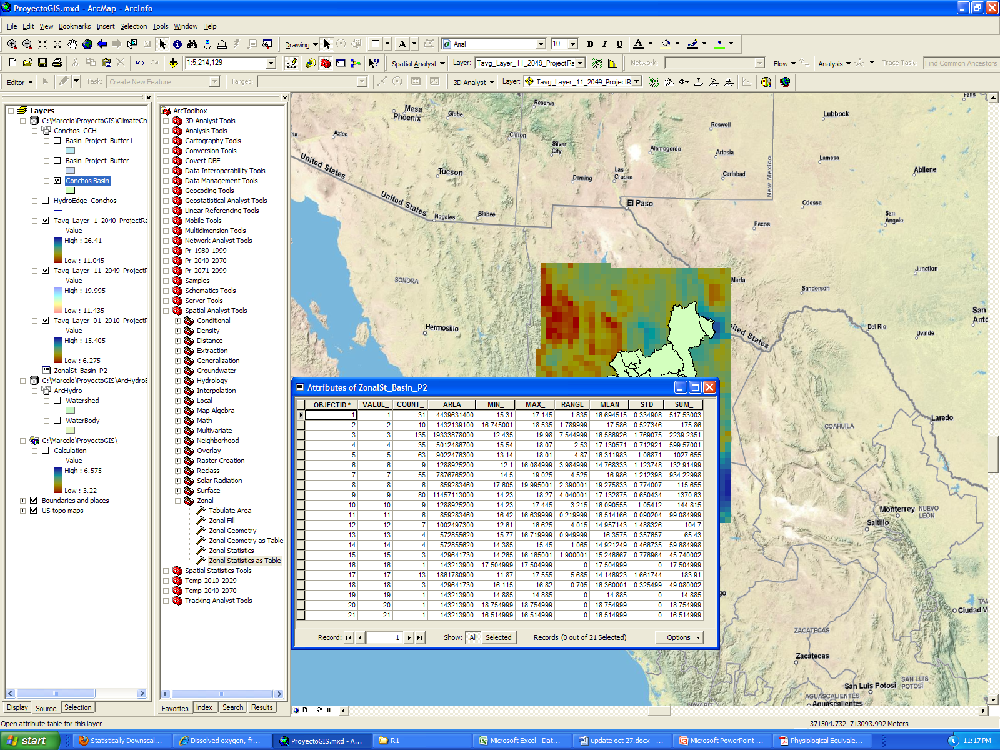 ProyectoGIS.mxd - ArcMap - ArcInfo
File Edit View Bookmarks Insert Selection Tools Window Help
Drawing Arial 10 B I U
1:5,214,129 Spatial Analyst Layer: Tavg_Layer_11_2049_ProjectRa Network: Flow Analysis Trace Task: Find Common Ancestors
Editor Task: Create New Feature Target: 3D Analyst Layer: Tavg_Layer_11_2049_ProjectR
Layers
C:\Marcelo\ProyectoGIS\ClimateCh
Conchos_CCH
Basin_Project_Buffer1
Basin_Project_Buffer
Conchos Basin
HydroEdge_Conchos
Tavg_Layer_1_2040_ProjectRa
Value
High : 26.41
Low : 11.045
Tavg_Layer_11_2049_ProjectR
Value
High : 19.995
Low : 11.435
Tavg_Layer_01_2010_ProjectR
Value
High : 15.405
Low : 6.275
ZonalSt_Basin_P2
C:\Marcelo\ProyectoGIS\ArcHydroE
ArcHydro
Watershed
WaterBody
C:\Marcelo\ProyectoGIS\
Calculation
Value
High : 6.575
Low : 3.22
Boundaries and places
US topo maps
Display Source Selection
ArcToolbox
3D Analyst Tools
Analysis Tools
Cartography Tools
Conversion Tools
Covert-DBF
Data Interoperability Tools
Data Management Tools
Geocoding Tools
Geostatistical Analyst Tools
Linear Referencing Tools
Mobile Tools
Multidimension Tools
Network Analyst Tools
Pr-1980-1999
Pr-2040-2070
Pr-2071-2099
Samples
Schematics Tools
Server Tools
Spatial Analyst Tools
Conditional
Density
Distance
Extraction
Generalization
Groundwater
Hydrology
Interpolation
Local
Map Algebra
Math
Multivariate
Neighborhood
Overlay
Raster Creation
Reclass
Solar Radiation
Surface
Zonal
Tabulate Area
Zonal Fill
Zonal Geometry
Zonal Geometry as Table
Zonal Statistics
Zonal Statistics as Table
Spatial Statistics Tools
Temp-2010-2029
Temp-2040-2070
Tracking Analyst Tools
Favorites Index Search Results
Falls
Reserve
Mesa
Phoenix
Globe
Lubbock
Roswell
Aztec
Clifton
Silver
City
Alamogordo
Artesia
Lamesa
United States
Tucson
Deming
Las
Cruces
Carlsbad
New Mexico
Abilene
United States
El Paso
Odessa
Nogales
Bisbee
Pecos
San
Angelo
SONORA
Marfa
Junction
Sanderson
Hermosillo
United States
Del Rio
San
Anto
Uvalde
Laredo
COAHUILA
Monterrey
NUEVO
LEÓN
Saltillo
go
TAM
Ciudad V
ZACATECAS
Zacatecas
SAN LUIS
POTOSÍ
San Luis Potosi
AGUASCALIENTES
Aguascalientes
NAYARIT
Attributes of ZonalSt_Basin_P2
OBJECTID * VALUE_ COUNT_ AREA MIN_ MAX_ RANGE MEAN STD SUM_
1 1 31 4439631400 15.31 17.145 1.835 16.694515 0.334908 517.53003
2 2 10 1432139100 16.745001 18.535 1.789999 17.586 0.527346 175.86
3 3 135 19333878000 12.435 19.98 7.544999 16.586926 1.769075 2239.2351
4 4 35 5012486700 15.54 18.07 2.53 17.130571 0.712921 599.57001
5 5 63 9022476300 13.14 18.01 4.87 16.311983 1.06871 1027.655
6 6 9 1288925200 12.1 16.084999 3.984999 14.768333 1.123748 132.91499
7 7 55 7876765200 14.5 19.025 4.525 16.986 1.212398 934.22998
8 8 6 859283460 17.605 19.995001 2.390001 19.275833 0.774007 115.655
9 9 80 11457113000 14.23 18.27 4.040001 17.132875 0.650434 1370.63
10 10 9 1288925200 14.23 17.445 3.215 16.090555 1.05412 144.815
11 11 6 859283460 16.42 16.639999 0.219999 16.514166 0.090204 99.084999
12 12 7 1002497300 12.61 16.625 4.015 14.957143 1.488326 104.7
13 13 4 572855620 15.77 16.719999 0.949999 16.3575 0.357657 65.43
14 14 4 572855620 14.385 15.45 1.065 14.921249 0.466735 59.684998
15 15 3 429641730 14.265 16.165001 1.900001 15.246667 0.776964 45.740002
16 16 1 143213900 17.504999 17.504999 0 17.504999 0 17.504999
17 17 13 1861780900 11.87 17.555 5.685 14.146923 1.661744 183.91
18 18 3 429641730 16.115 16.82 0.705 16.360001 0.325499 49.080002
19 19 1 143213900 14.885 14.885 0 14.885 0 14.885
20 20 1 143213900 18.754999 18.754999 0 18.754999 0 18.754999
21 21 1 143213900 16.514999 16.514999 0 16.514999 0 16.514999
Record: 1 Show: All Selected Records (0 out of 21 Selected) Options
Open attribute table for this layer
371504.732 713093.992 Meters
start Statistically Downscal... Dissolved oxygen, fr... ProyectoGIS.mxd - A... R1 Microsoft Excel - Dat... update oct 27.docx - ... Microsoft PowerPoint ... Physiological Equivale... 11:17 PM